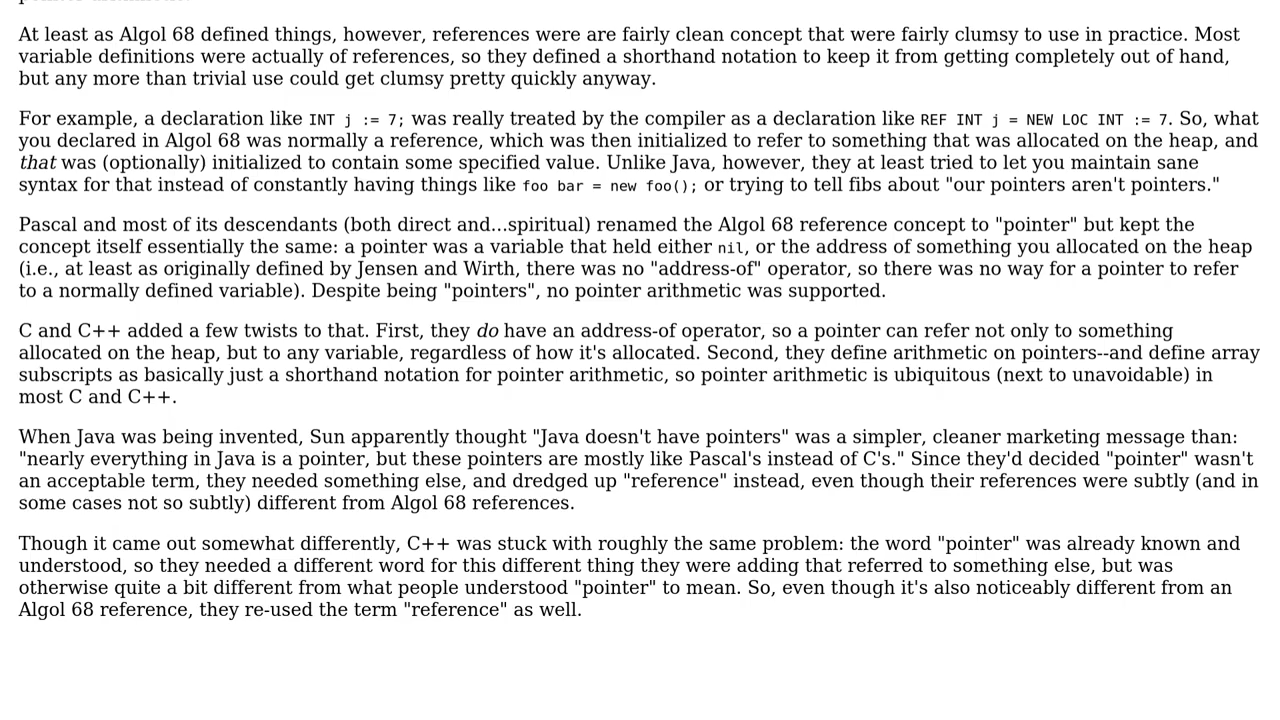 At least as Algol 68 defined things, however, references were are fairly clean concept that were fairly clumsy to use in practice. Most
variable definitions were actually of references, so they defined a shorthand notation to keep it from getting completely out of hand,
but any more than trivial use could get clumsy pretty quickly anyway.
For example, a declaration like INT j := 7; was really treated by the compiler as a declaration like REF INT j = NEW LOC INT := 7. So, what
you declared in Algol 68 was normally a reference, which was then initialized to refer to something that was allocated on the heap, and
that was (optionally) initialized to contain some specified value. Unlike Java, however, they at least tried to let you maintain sane
syntax for that instead of constantly having things like foo bar = new foo(); or trying to tell fibs about "our pointers aren't pointers."
Pascal and most of its descendants (both direct and...spiritual) renamed the Algol 68 reference concept to "pointer" but kept the
concept itself essentially the same: a pointer was a variable that held either nil, or the address of something you allocated on the heap
(i.e., at least as originally defined by Jensen and Wirth, there was no "address-of" operator, so there was no way for a pointer to refer
to a normally defined variable). Despite being "pointers", no pointer arithmetic was supported.
C and C++ added a few twists to that. First, they do have an address-of operator, so a pointer can refer not only to something
allocated on the heap, but to any variable, regardless of how it's allocated. Second, they define arithmetic on pointers--and define array
subscripts as basically just a shorthand notation for pointer arithmetic, so pointer arithmetic is ubiquitous (next to unavoidable) in
most C and C++.
When Java was being invented, Sun apparently thought "Java doesn't have pointers" was a simpler, cleaner marketing message than:
"nearly everything in Java is a pointer, but these pointers are mostly like Pascal's instead of C's." Since they'd decided "pointer" wasn't
an acceptable term, they needed something else, and dredged up "reference" instead, even though their references were subtly (and in
some cases not so subtly) different from Algol 68 references.
Though it came out somewhat differently, C++ was stuck with roughly the same problem: the word "pointer" was already known and
understood, so they needed a different word for this different thing they were adding that referred to something else, but was
otherwise quite a bit different from what people understood "pointer" to mean. So, even though it's also noticeably different from an
Algol 68 reference, they re-used the term "reference" as well.